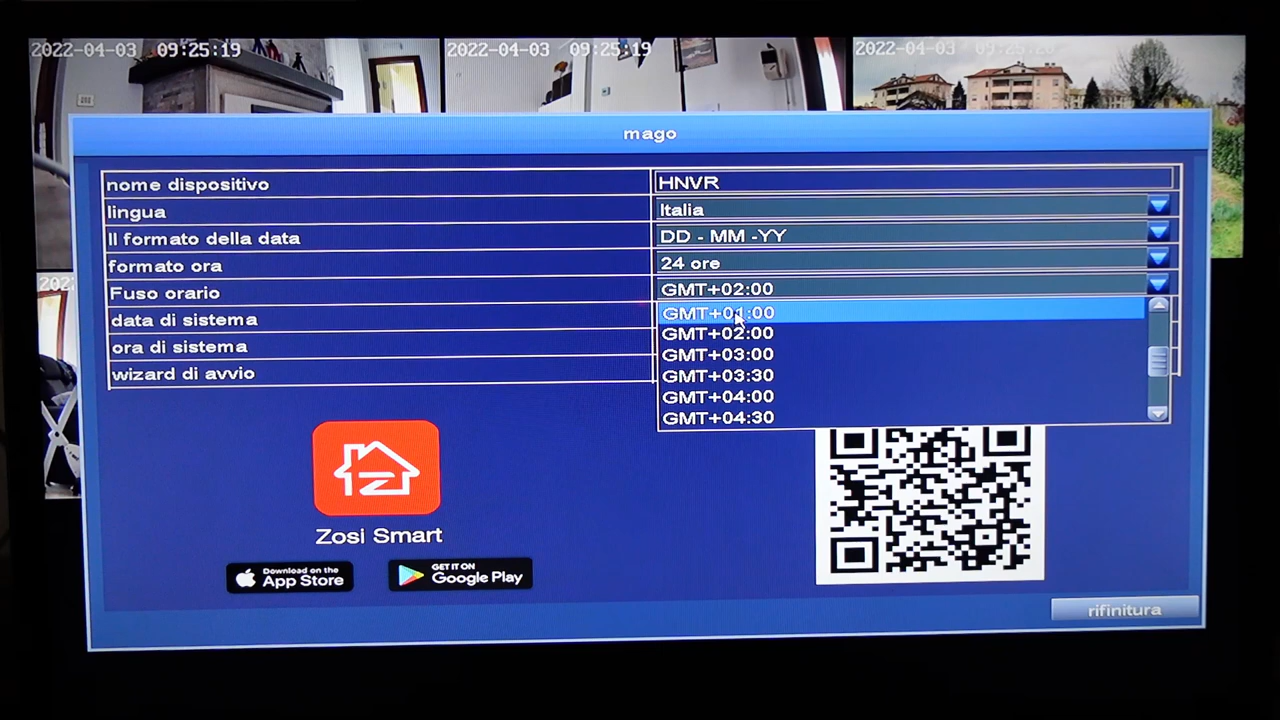 2022-04-03 09:25:19
2022-04-03 09:25:19
2022-04-03 09:25:20
202
mago
nome dispositivo
HNVR
lingua
Italia
Il formato della data
DD - MM -YY
formato ora
24 ore
Fuso orario
GMT+02:00
data di sistema
ora di sistema
wizard di avvio
GMT+01:00
GMT+02:00
GMT+03:00
GMT+03:30
GMT+04:00
GMT+04:30
Zosi Smart
Download on the
App Store
GET IT ON
Google Play
rifinitura